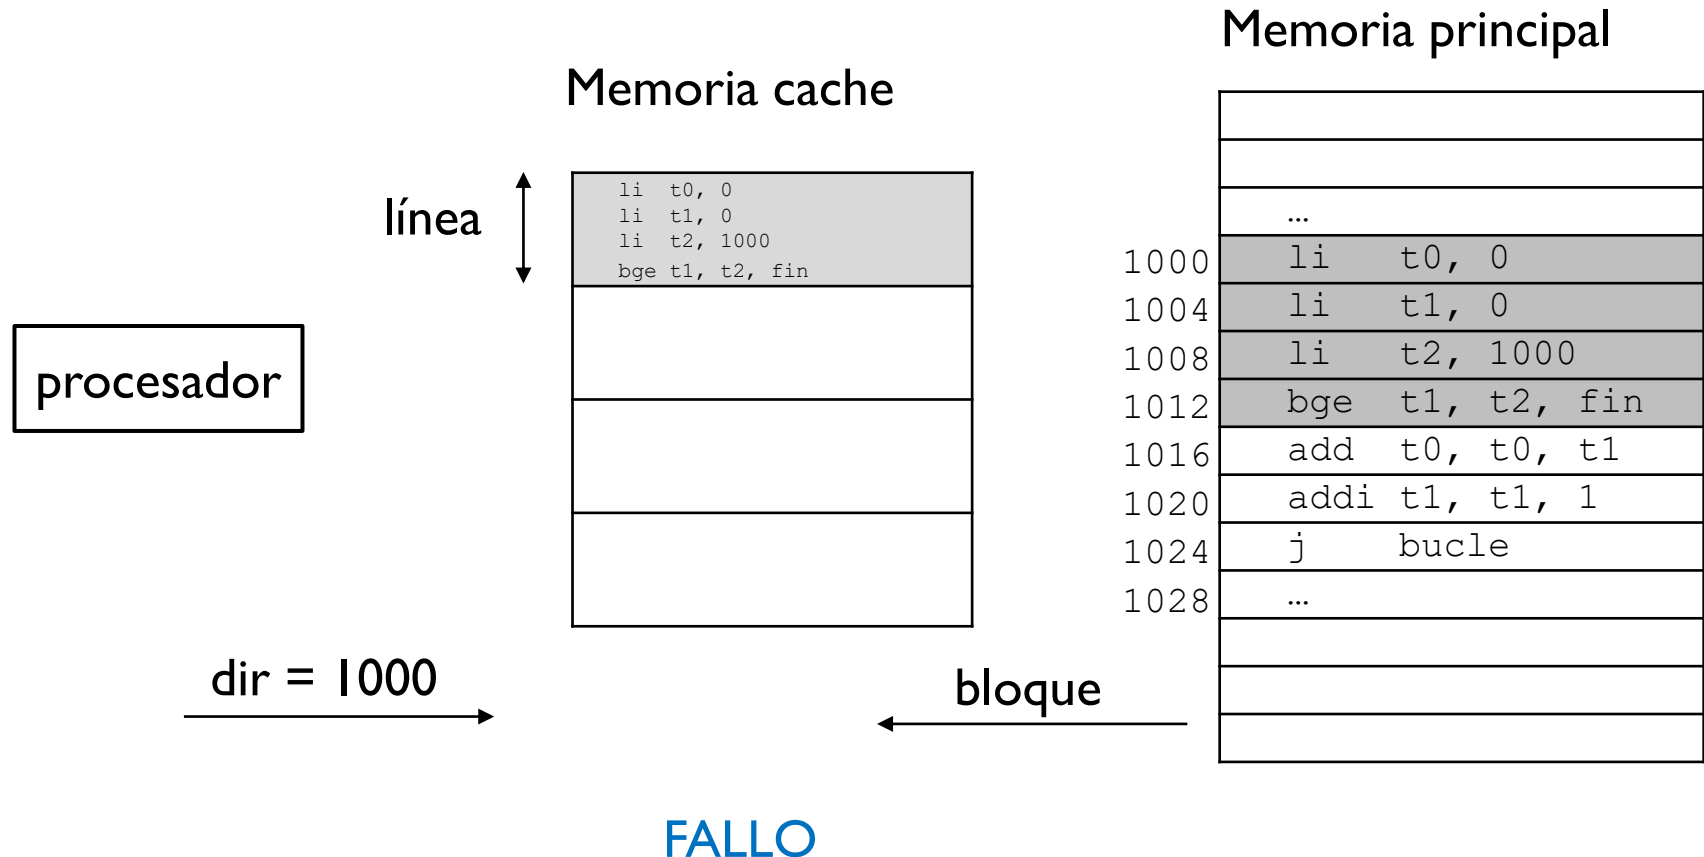 Memoria principal
Memoria cache
línea
li t0, 0
li t1, 0
li t2, 1000
bge t1, t2, fin
procesador
…
1000 li t0, 0
1004 li t1, 0
1008 li t2, 1000
1012 bge t1, t2, fin
1016 add t0, t0, t1
1020 addi t1, t1, 1
1024 j bucle
1028 …
dir = 1000
bloque
FALLO